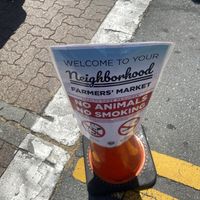 WELCOME TO YOUR
Neighborhood
FARMERS' MARKET
NO ANIMALS
NO SMOKING